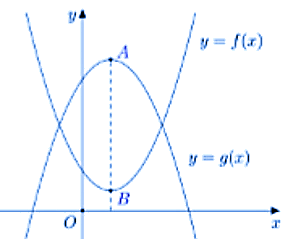 y
A
y = f(x)
y = g(x)
B
O
x